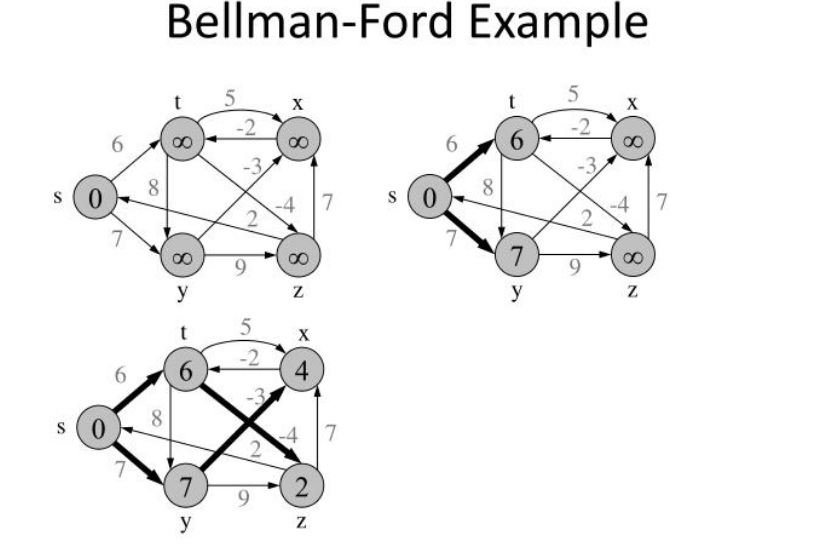 Bellman-Ford Example
t 5 x
6 ∞ -2 ∞
s 0 8 -3 -4 7
7 2
∞ 9 ∞
y z
t 5 x
6 6 -2 ∞
s 0 8 -3 -4 7
7 2
7 9 ∞
y z
t 5 x
6 6 -2 4
s 0 8 -3 -4 7
7 2
7 9 2
y z